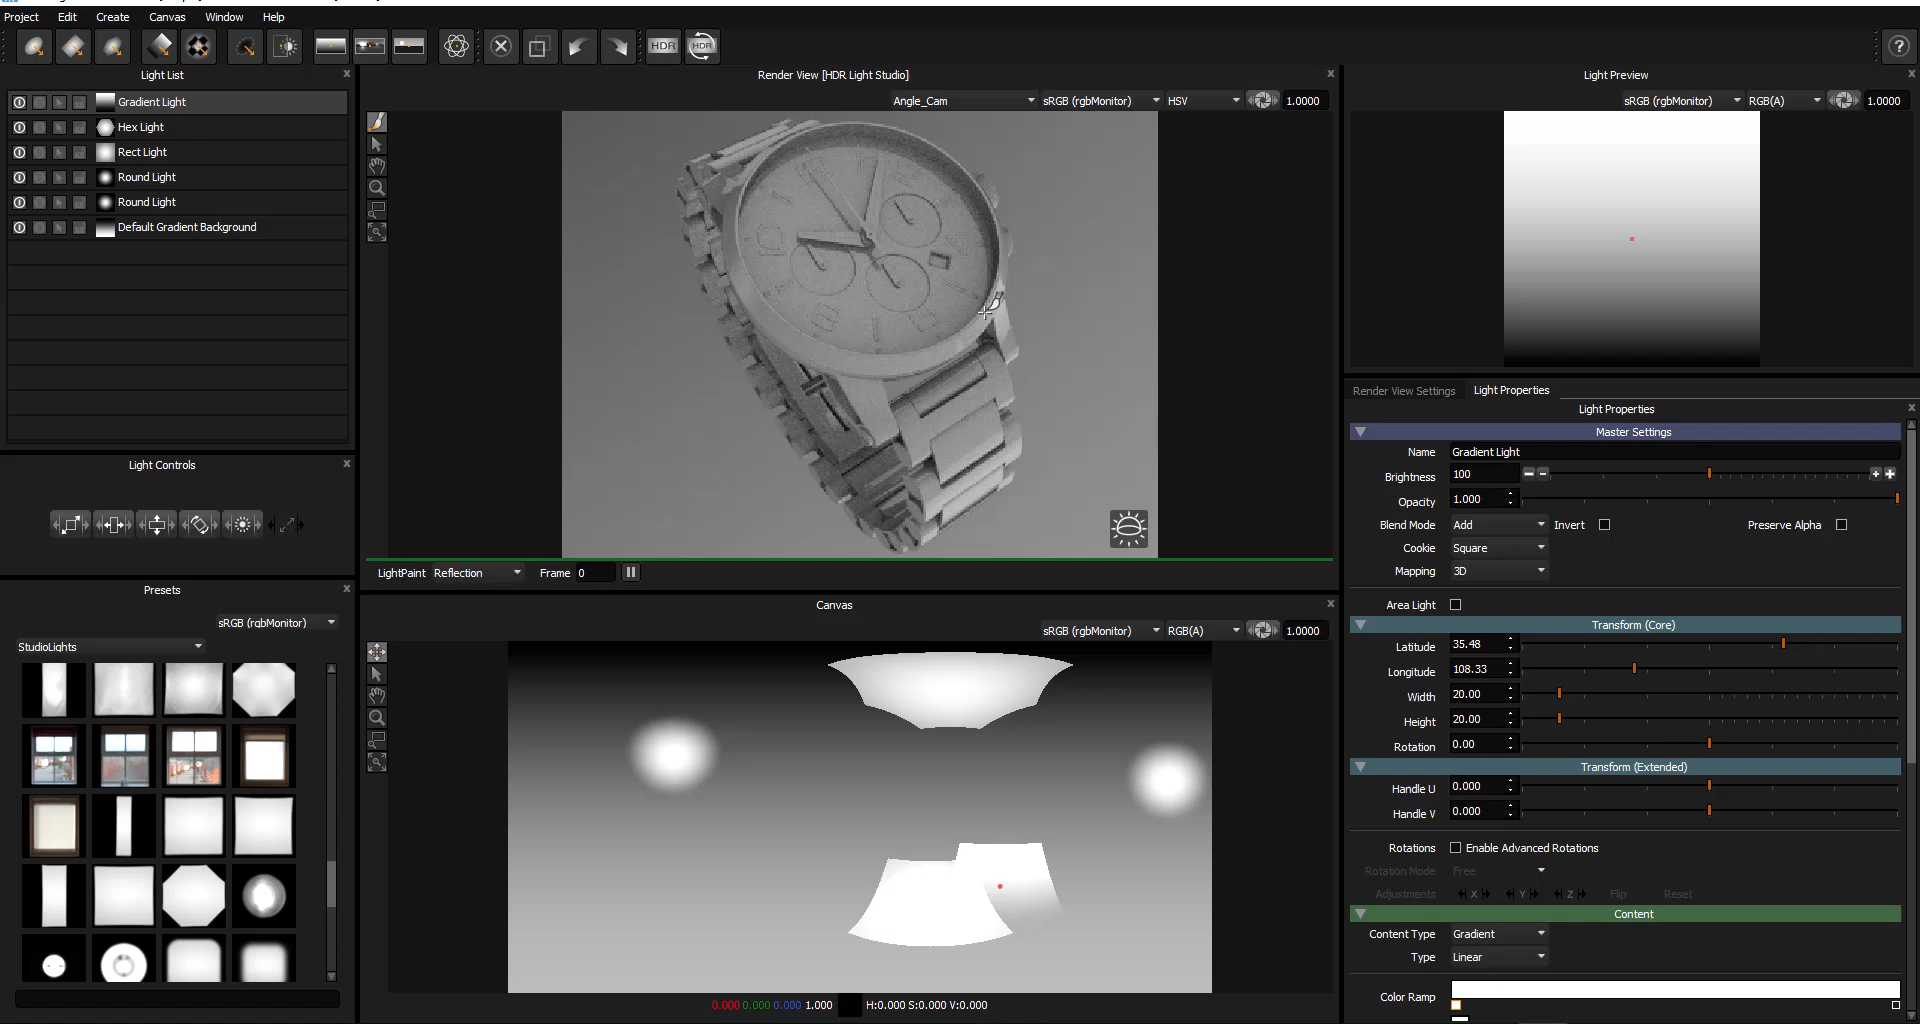 Project Edit Create Canvas Window Help
HDR HDR ?
Light List
Gradient Light
Hex Light
Rect Light
Round Light
Round Light
Default Gradient Background
Light Controls
Presets
sRGB (rgbMonitor)
StudioLights
Render View [HDR Light Studio]
Angle_Cam sRGB (rgbMonitor) HSV 1.0000
LightPaint Reflection Frame 0
Canvas
sRGB (rgbMonitor) RGB(A) 1.0000
0.000 0.000 0.000 1.000 H:0.000 S:0.000 V:0.000
Light Preview
sRGB (rgbMonitor) RGB(A) 1.0000
Render View Settings Light Properties
Light Properties
Master Settings
Name Gradient Light
Brightness 100
Opacity 1.000
Blend Mode Add Invert Preserve Alpha
Cookie Square
Mapping 3D
Area Light
Transform (Core)
Latitude 35.48
Longitude 108.33
Width 20.00
Height 20.00
Rotation 0.00
Transform (Extended)
Handle U 0.000
Handle V 0.000
Rotations Enable Advanced Rotations
Rotation Mode Free
Adjustments X Y Z Flip Reset
Content
Content Type Gradient
Type Linear
Color Ramp